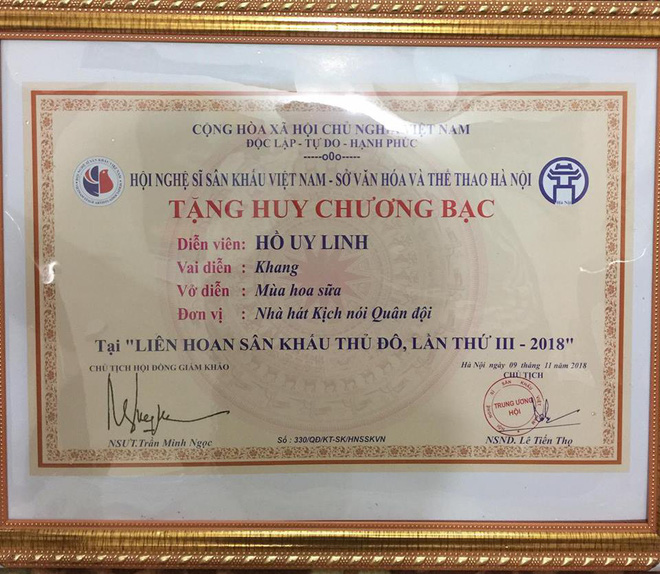 CỘNG HÒA XÃ HỘI CHỦ NGHĨA VIỆT NAM
ĐỘC LẬP - TỰ DO - HẠNH PHÚC
-----o0o-----
HỘI NGHỆ SĨ SÂN KHẤU VIỆT NAM - SỞ VĂN HÓA VÀ THỂ THAO HÀ NỘI
Hà Nội
TẶNG HUY CHƯƠNG BẠC
Diễn viên: HỒ UY LINH
Vai diễn : Khang
Vở diễn : Mùa hoa sữa
Đơn vị : Nhà hát Kịch nói Quân đội
Tại "LIÊN HOAN SÂN KHẤU THỦ ĐÔ, LẦN THỨ III - 2018"
Hà Nội ngày 09 tháng 11 năm 2018
CHỦ TỊCH HỘI ĐỒNG GIÁM KHẢO
CHỦ TỊCH
TRUNG ƯƠNG
HỘI
NSƯT. Trần Minh Ngọc
Số : 330/QĐ/KT-SK/HNSSKVN
NSND. Lê Tiến Thọ